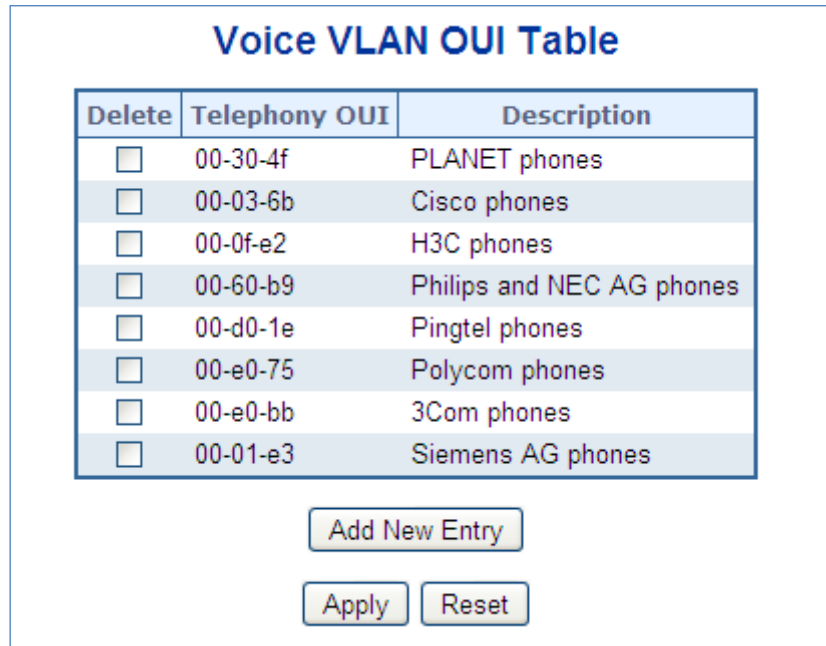 Voice VLAN OUI Table
Delete Telephony OUI Description
00-30-4f PLANET phones
00-03-6b Cisco phones
00-0f-e2 H3C phones
00-60-b9 Philips and NEC AG phones
00-d0-1e Pingtel phones
00-e0-75 Polycom phones
00-e0-bb 3Com phones
00-01-e3 Siemens AG phones
Add New Entry
Apply Reset